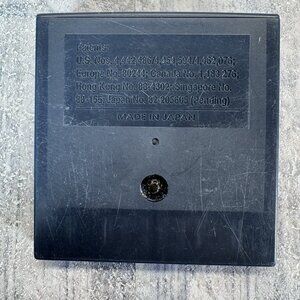 Patents:
U.S. Nos. 4,442,486/4,454,594/4,462,076;
Europe No. 80244; Canada No. 1,183,276;
Hong Kong No. 88-4302; Singapore No.
88-155; Japan No. 82-205605 (Pending)
MADE IN JAPAN